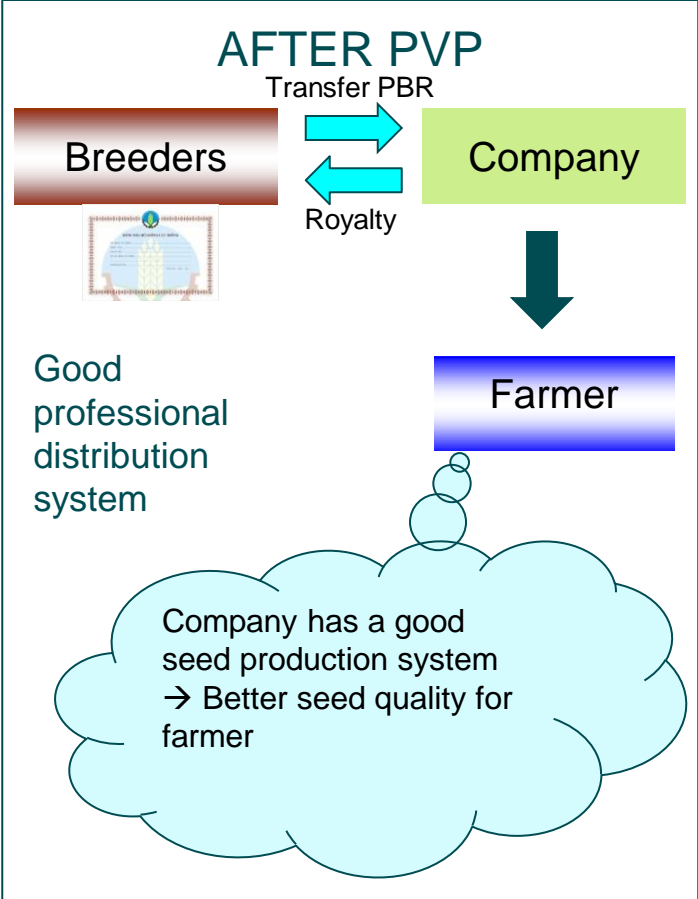 AFTER PVP
Transfer PBR
Breeders
Company
Royalty
Farmer
Good
professional
distribution
system
Company has a good
seed production system
→ Better seed quality for
farmer